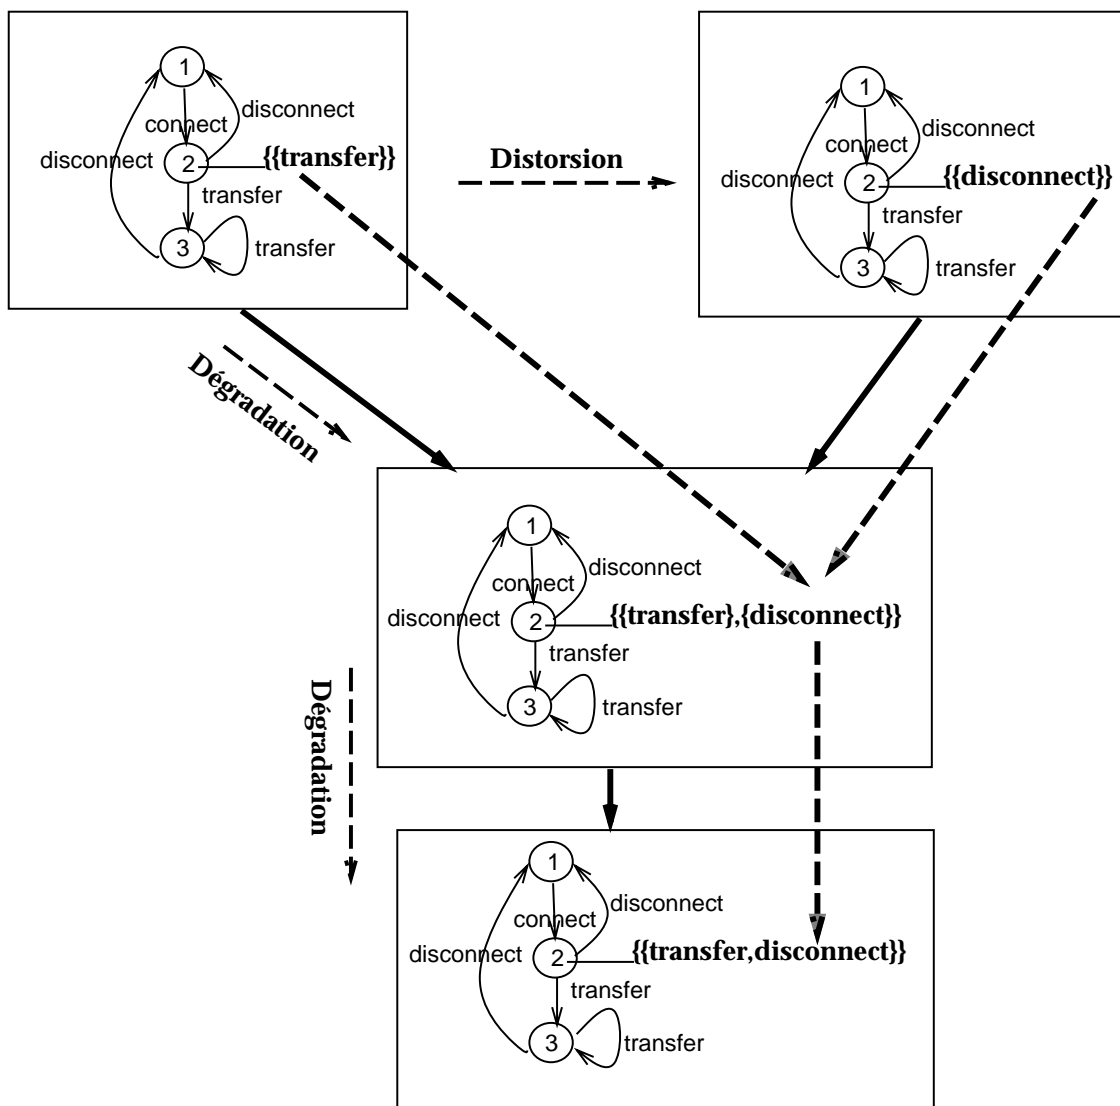 1
connect
disconnect
disconnect
2
{{transfer}}
transfer
3
transfer
Distorsion
1
connect
disconnect
disconnect
2
{{disconnect}}
transfer
3
transfer
Dégradation
1
connect
disconnect
disconnect
2
{{transfer},{disconnect}}
transfer
3
transfer
Dégradation
1
connect
disconnect
disconnect
2
{{transfer,disconnect}}
transfer
3
transfer